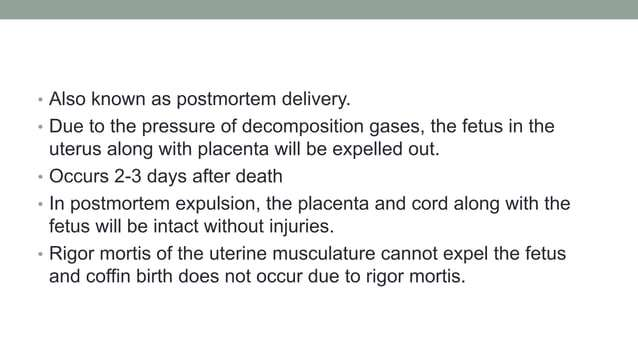 • Also known as postmortem delivery.
• Due to the pressure of decomposition gases, the fetus in the
uterus along with placenta will be expelled out.
• Occurs 2-3 days after death
• In postmortem expulsion, the placenta and cord along with the
fetus will be intact without injuries.
• Rigor mortis of the uterine musculature cannot expel the fetus
and coffin birth does not occur due to rigor mortis.